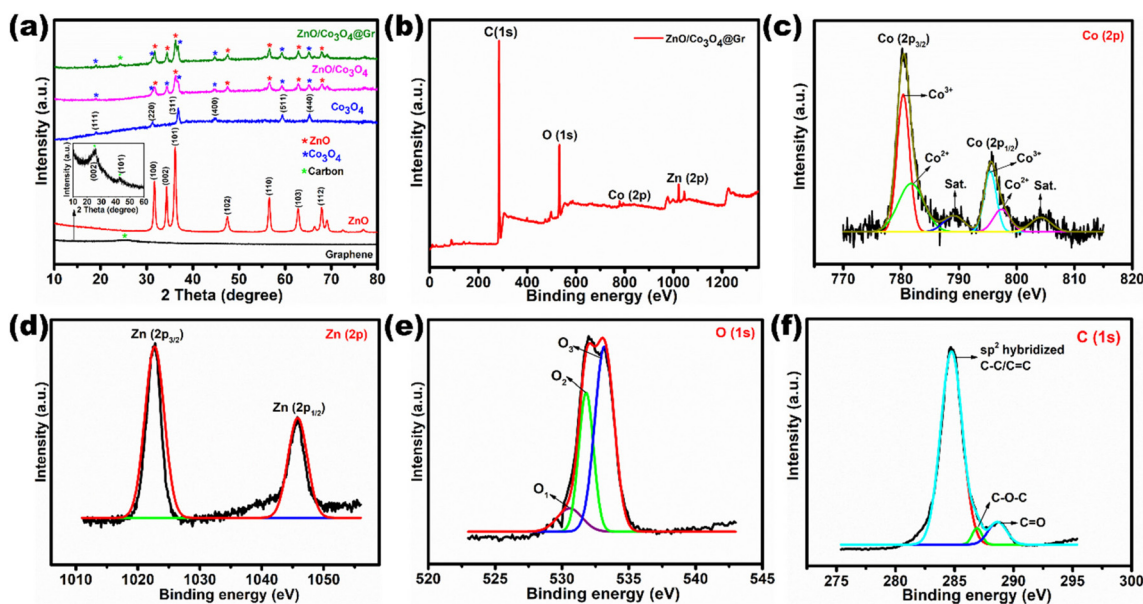 (a)
ZnO/Co3O4@Gr
ZnO/Co3O4
Co3O4
(111)
(220)
(311)
(400)
(511)
(440)
* ZnO
* Co3O4
* Carbon
(002)
(101)
Intensity (a.u.)
10 20 30 40 50 60
2 Theta (degree)
(100)
(002)
(101)
(102)
(110)
(103)
(112)
ZnO
Graphene
Intensity (a.u.)
10 20 30 40 50 60 70 80
2 Theta (degree)
(b)
C(1s)
ZnO/Co3O4@Gr
O (1s)
Co (2p)
Zn (2p)
Intensity (a.u.)
0 200 400 600 800 1000 1200
Binding energy (eV)
(c)
Co (2p)
Co (2p3/2)
Co3+
Co2+
Sat.
Co (2p1/2)
Co3+
Co2+
Sat.
Intensity (a.u.)
770 780 790 800 810 820
Binding energy (eV)
(d)
Zn (2p)
Zn (2p3/2)
Zn (2p1/2)
Intensity (a.u.)
1010 1020 1030 1040 1050
Binding energy (eV)
(e)
O (1s)
O3
O2
O1
Intensity (a.u.)
520 525 530 535 540 545
Binding energy (eV)
(f)
C (1s)
sp2 hybridized
C-C/C=C
C-O-C
C=O
Intensity (a.u.)
275 280 285 290 295 300
Binding energy (eV)